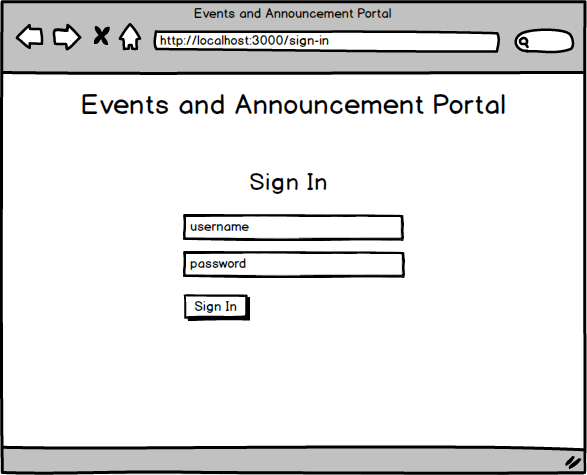 Events and Announcement Portal
http://localhost:3000/sign-in
Events and Announcement Portal
Sign In
username
password
Sign In